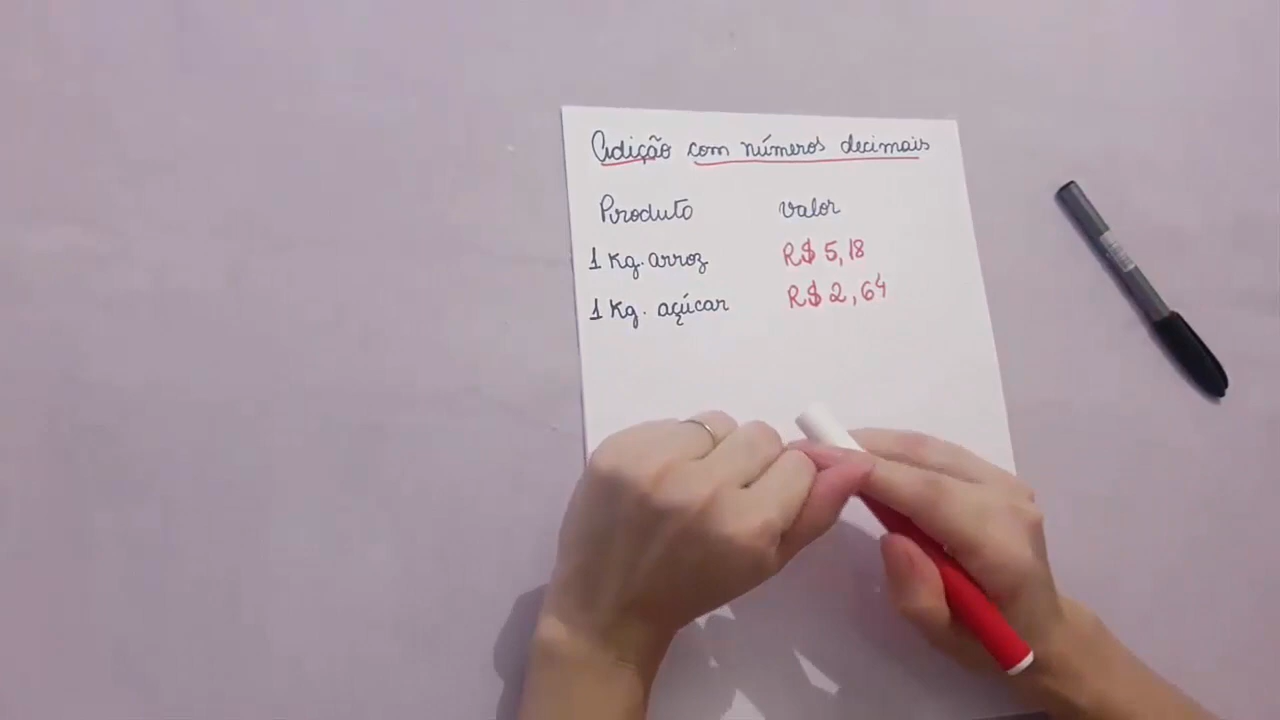 Adição com números decimais
Produto Valor
1 Kg. arroz R$ 5,18
1 Kg. açúcar R$ 2,64